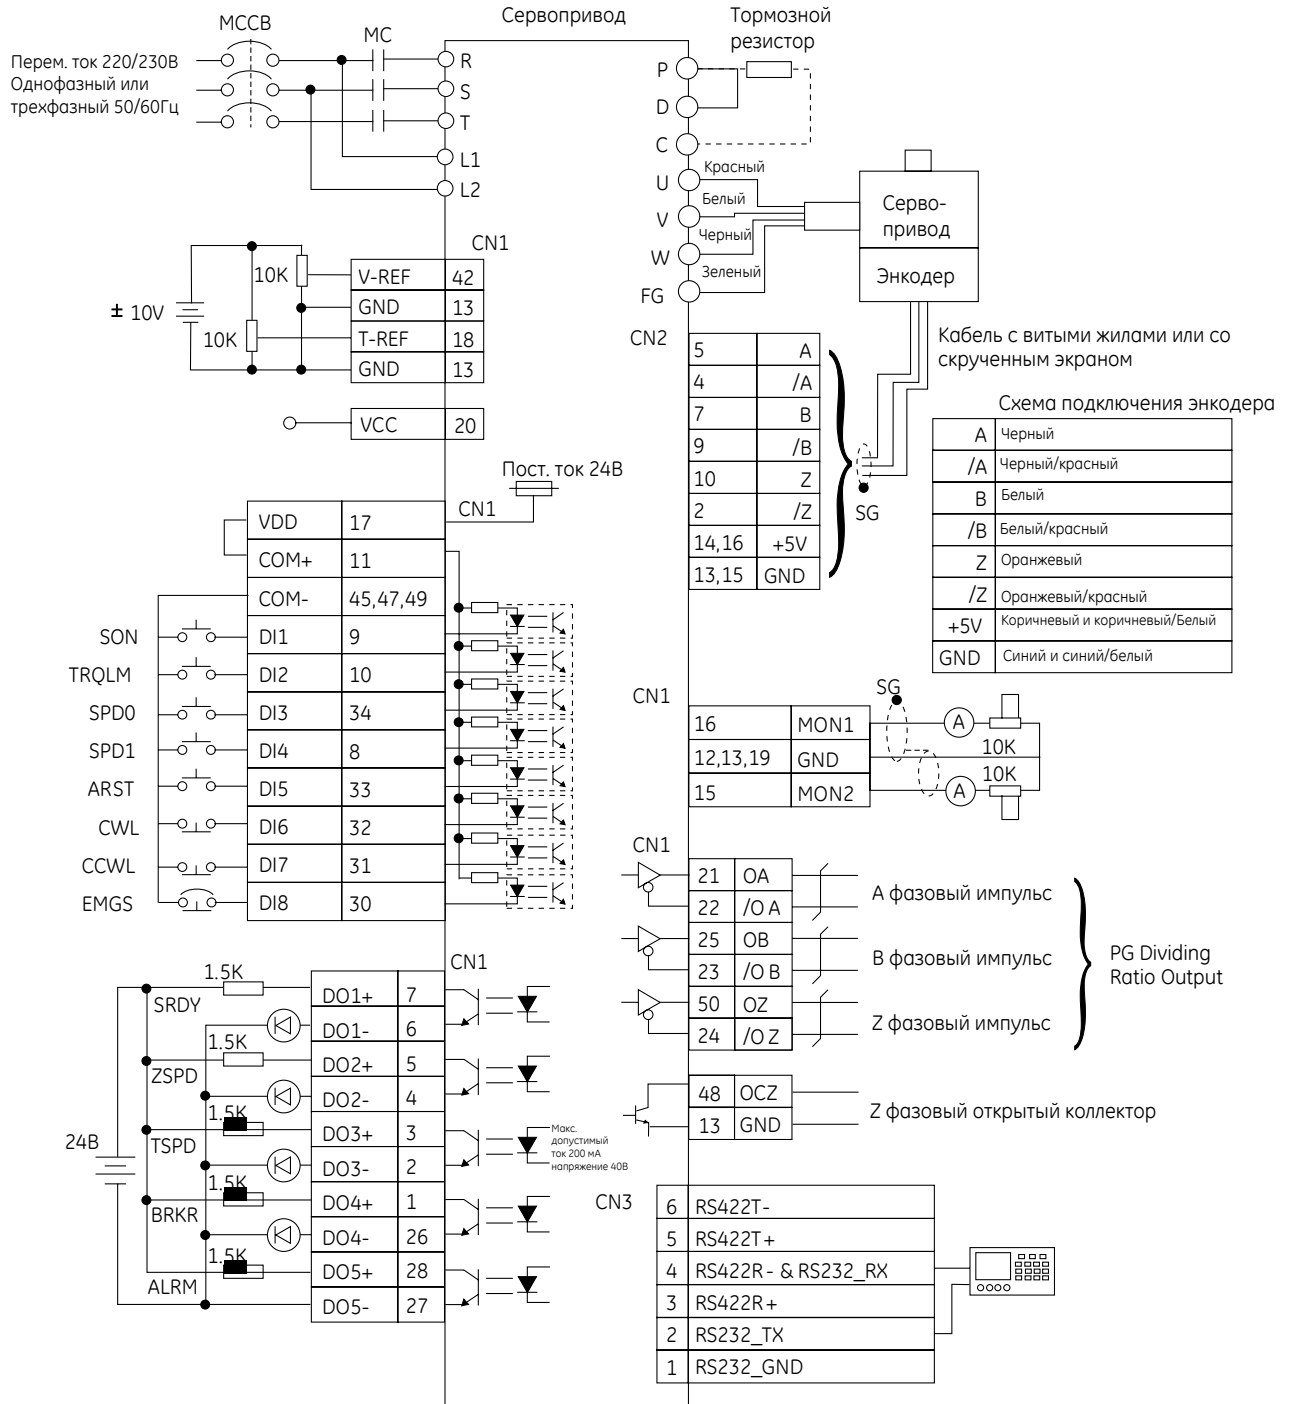 Сервопривод
Тормозной
резистор
MCCB
MC
Перем. ток 220/230В
Однофазный или
трехфазный 50/60Гц
R
S
T
L1
L2
P
D
C
U
V
W
FG
Красный
Белый
Черный
Зеленый
Серво-
привод
Энкодер
CN1
± 10V
10K
10K
V-REF 42
GND 13
T-REF 18
GND 13
VCC 20
CN2
5 A
4 /A
7 B
9 /B
10 Z
2 /Z
14,16 +5V
13,15 GND
SG
Кабель с витыми жилами или со
скрученным экраном
Схема подключения энкодера
A Черный
/A Черный/красный
B Белый
/B Белый/красный
Z Оранжевый
/Z Оранжевый/красный
+5V Коричневый и коричневый/Белый
GND Синий и синий/белый
Пост. ток 24В
CN1
VDD 17
COM+ 11
COM- 45,47,49
SON DI1 9
TRQLM DI2 10
SPD0 DI3 34
SPD1 DI4 8
ARST DI5 33
CWL DI6 32
CCWL DI7 31
EMGS DI8 30
CN1
SG
16 MON1
12,13,19 GND
15 MON2
A
10K
10K
A
CN1
21 OA
22 /O A
25 OB
23 /O B
50 OZ
24 /O Z
A фазовый импульс
B фазовый импульс
Z фазовый импульс
PG Dividing
Ratio Output
48 OCZ
13 GND
Z фазовый открытый коллектор
CN1
24В
1.5K
SRDY
DO1+ 7
DO1- 6
1.5K
ZSPD
DO2+ 5
DO2- 4
1.5K
TSPD
DO3+ 3
DO3- 2
1.5K
BRKR
DO4+ 1
DO4- 26
1.5K
ALRM
DO5+ 28
DO5- 27
Макс.
допустимый
ток 200 мА
напряжение 40В
CN3
6 RS422T-
5 RS422T+
4 RS422R- & RS232_RX
3 RS422R+
2 RS232_TX
1 RS232_GND